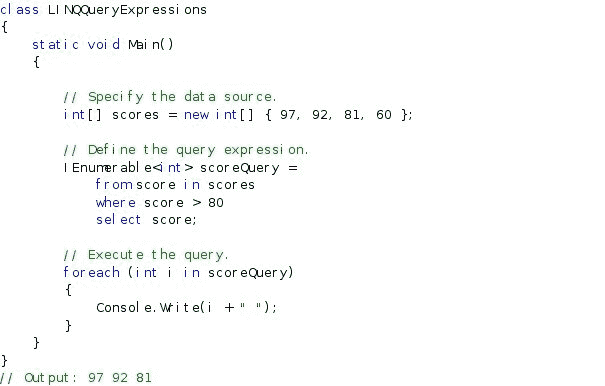 class LINQQueryExpressions
{
    static void Main()
    {

        // Specify the data source.
        int[] scores = new int[] { 97, 92, 81, 60 };

        // Define the query expression.
        IEnumerable<int> scoreQuery =
            from score in scores
            where score > 80
            select score;

        // Execute the query.
        foreach (int i in scoreQuery)
        {
            Console.Write(i + " ");
        }
    }
}
// Output: 97 92 81